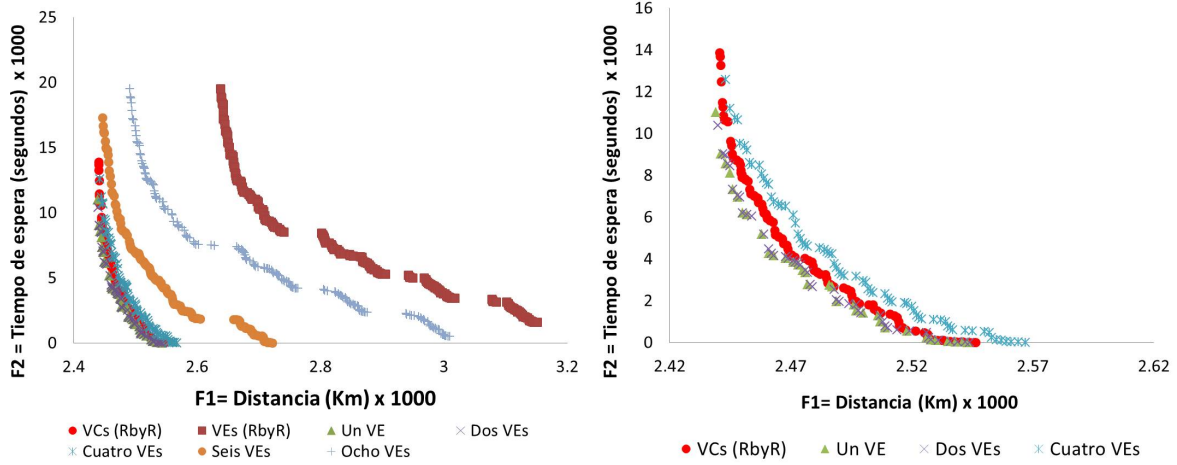 F2 = Tiempo de espera (segundos) x 1000
25
20
15
10
5
0
2.4
2.6
2.8
3
3.2
F1= Distancia (Km) x 1000
VCs (RbyR)
VEs (RbyR)
Un VE
Dos VEs
Cuatro VEs
Seis VEs
Ocho VEs
F2 = Tiempo de espera (segundos) x 1000
16
14
12
10
8
6
4
2
0
2.42
2.47
2.52
2.57
2.62
F1= Distancia (Km) x 1000
VCs (RbyR)
Un VE
Dos VEs
Cuatro VEs